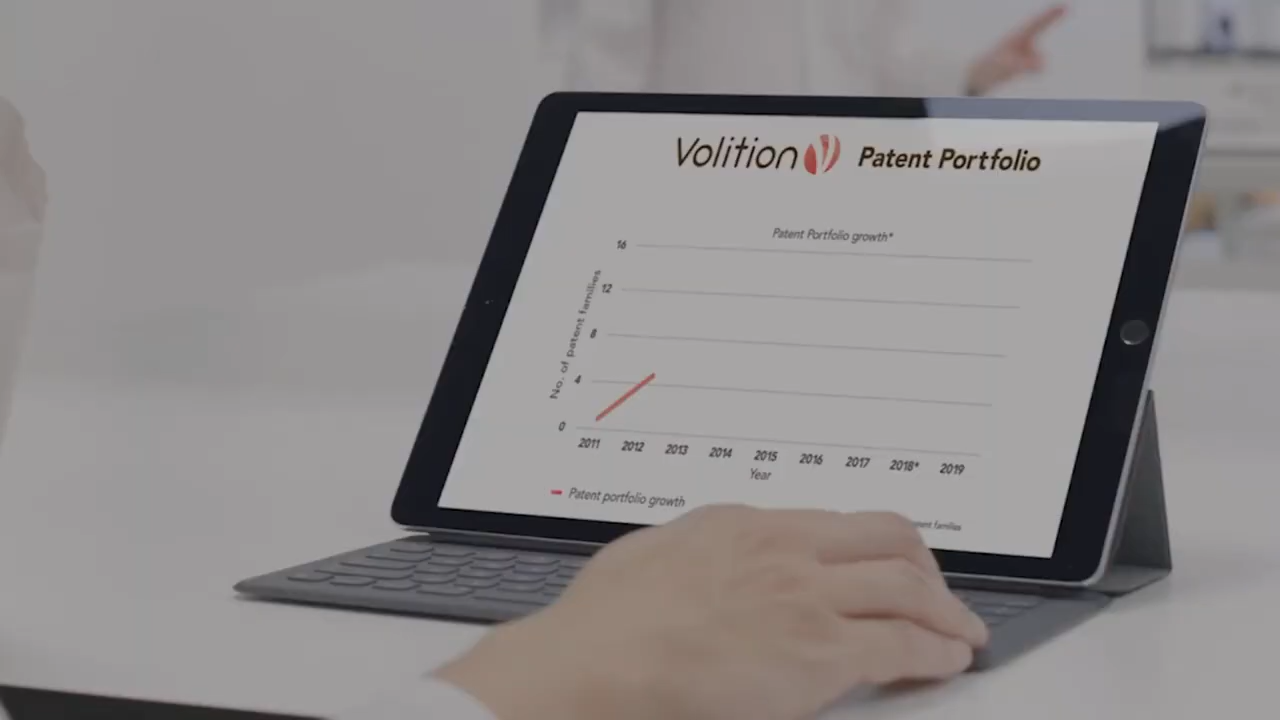 Volition Patent Portfolio
Patent Portfolio growth*
No. of patent families
16
12
8
4
0
2011 2012 2013 2014 2015 2016 2017 2018* 2019
Year
Patent portfolio growth
families